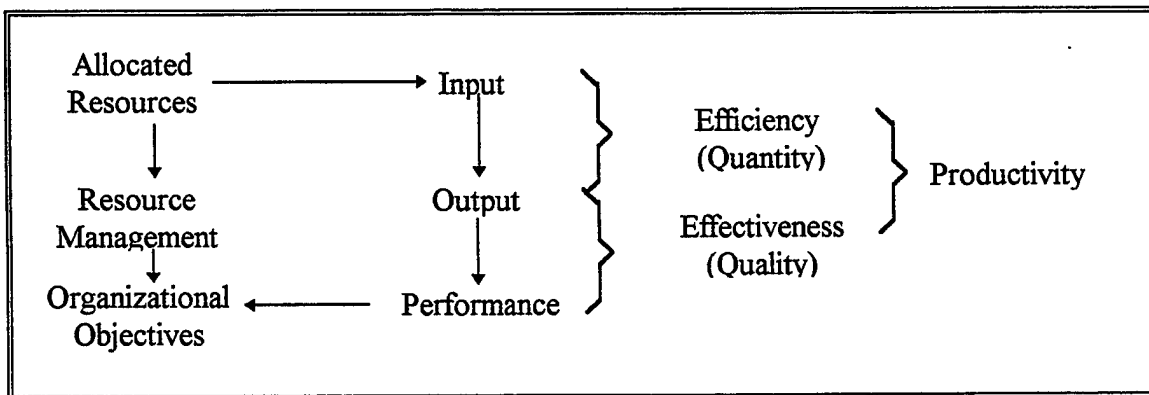 Allocated
Resources
Input
Efficiency
(Quantity)
Productivity
Resource
Management
Output
Effectiveness
(Quality)
Organizational
Objectives
Performance